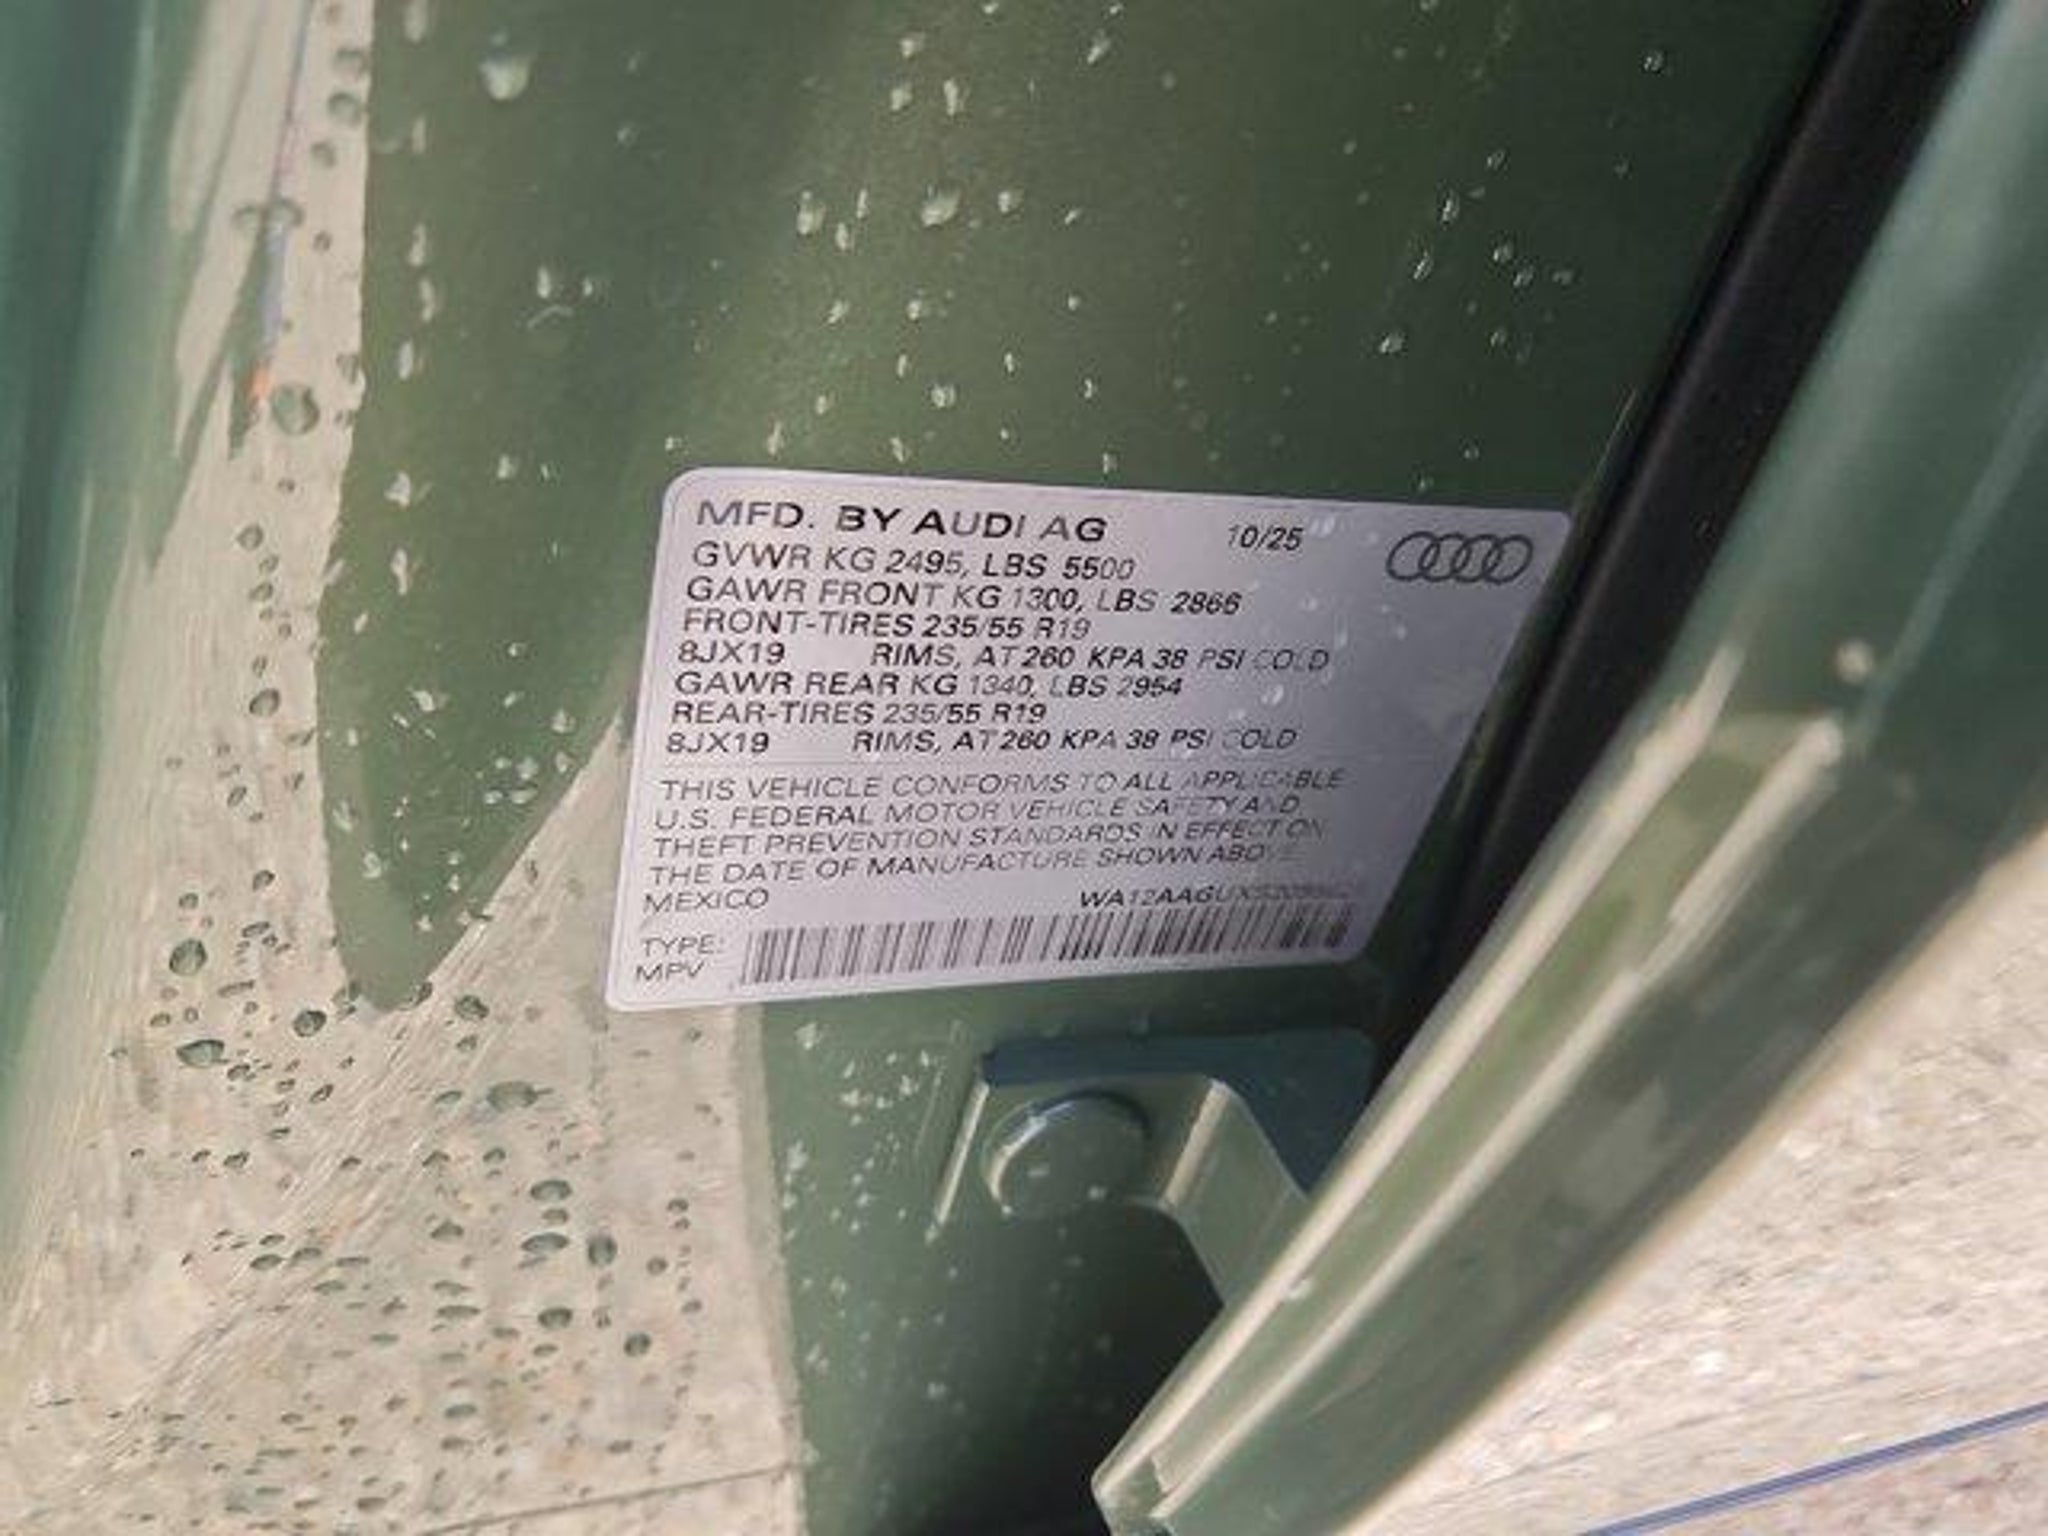 MFD. BY AUDI AG 10/25
GVWR KG 2495, LBS 5500
GAWR FRONT KG 1300, LBS 2866
FRONT-TIRES 235/55 R19
8JX19 RIMS, AT 260 KPA 38 PSI COLD
GAWR REAR KG 1340, LBS 2954
REAR-TIRES 235/55 R19
8JX19 RIMS, AT 260 KPA 38 PSI COLD
THIS VEHICLE CONFORMS TO ALL APPLICABLE
U.S. FEDERAL MOTOR VEHICLE SAFETY AND
THEFT PREVENTION STANDARDS IN EFFECT ON
THE DATE OF MANUFACTURE SHOWN ABOVE
MEXICO
TYPE:
MPV